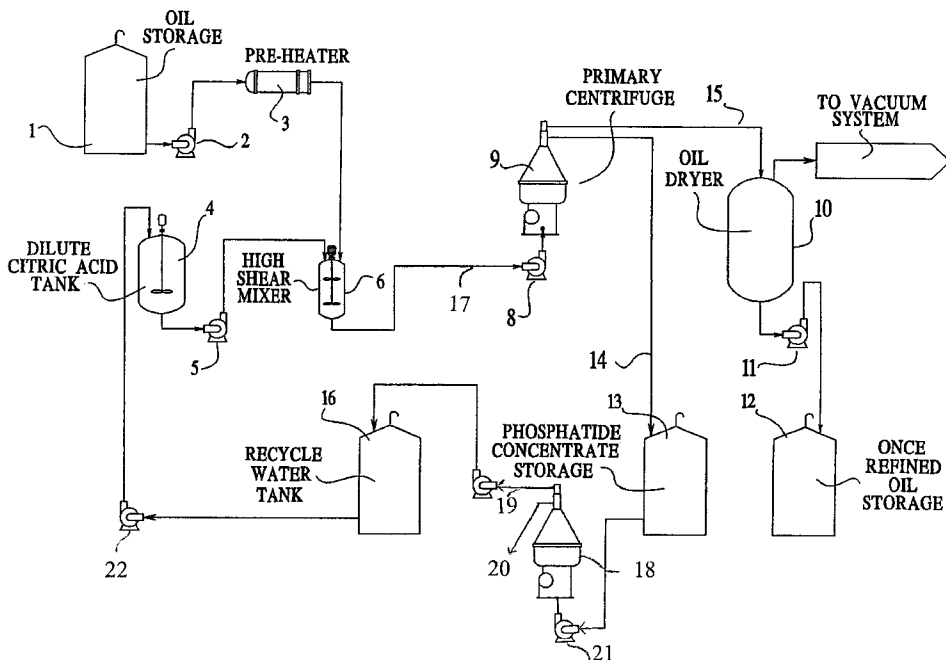 OIL
STORAGE
PRE-HEATER
1
2
3
PRIMARY
CENTRIFUGE
15
TO VACUUM
SYSTEM
9
OIL
DRYER
10
4
DILUTE
CITRIC ACID
TANK
HIGH
SHEAR
MIXER
6
17
8
5
11
14
16
13
12
RECYCLE
WATER
TANK
PHOSPHATIDE
CONCENTRATE
STORAGE
ONCE
REFINED
OIL
STORAGE
19
20
18
22
21